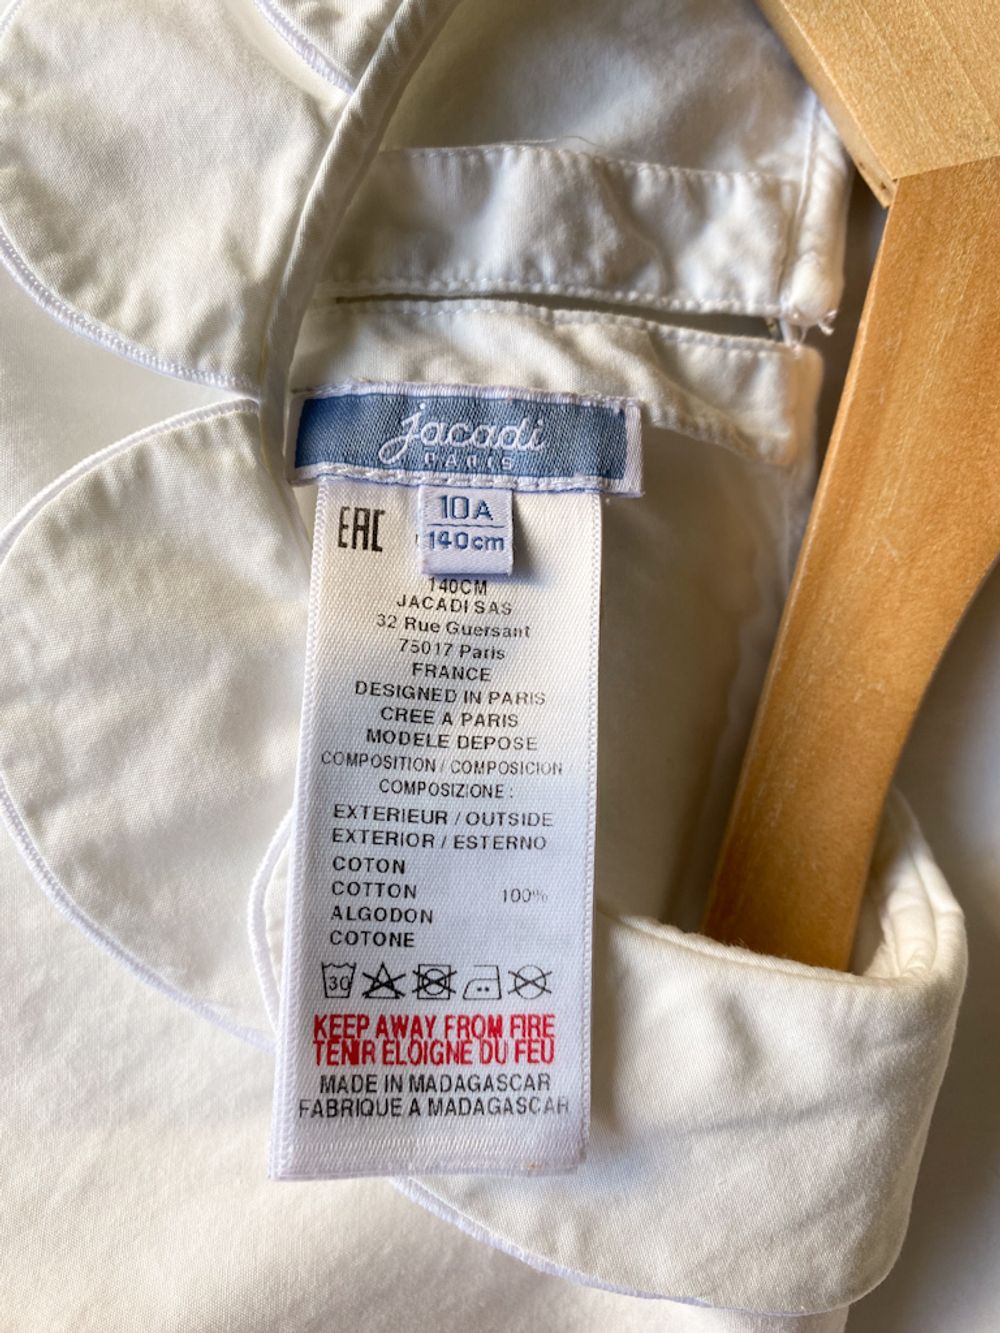 jacadi
PARIS
10A
140cm
EAC
140CM
JACADI SAS
32 Rue Guersant
75017 Paris
FRANCE
DESIGNED IN PARIS
CREE A PARIS
MODELE DEPOSE
COMPOSITION / COMPOSICION
COMPOSIZIONE :
EXTERIEUR / OUTSIDE
EXTERIOR / ESTERNO
COTON
COTTON 100%
ALGODON
COTONE
30
KEEP AWAY FROM FIRE
TENIR ELOIGNE DU FEU
MADE IN MADAGASCAR
FABRIQUE A MADAGASCAR